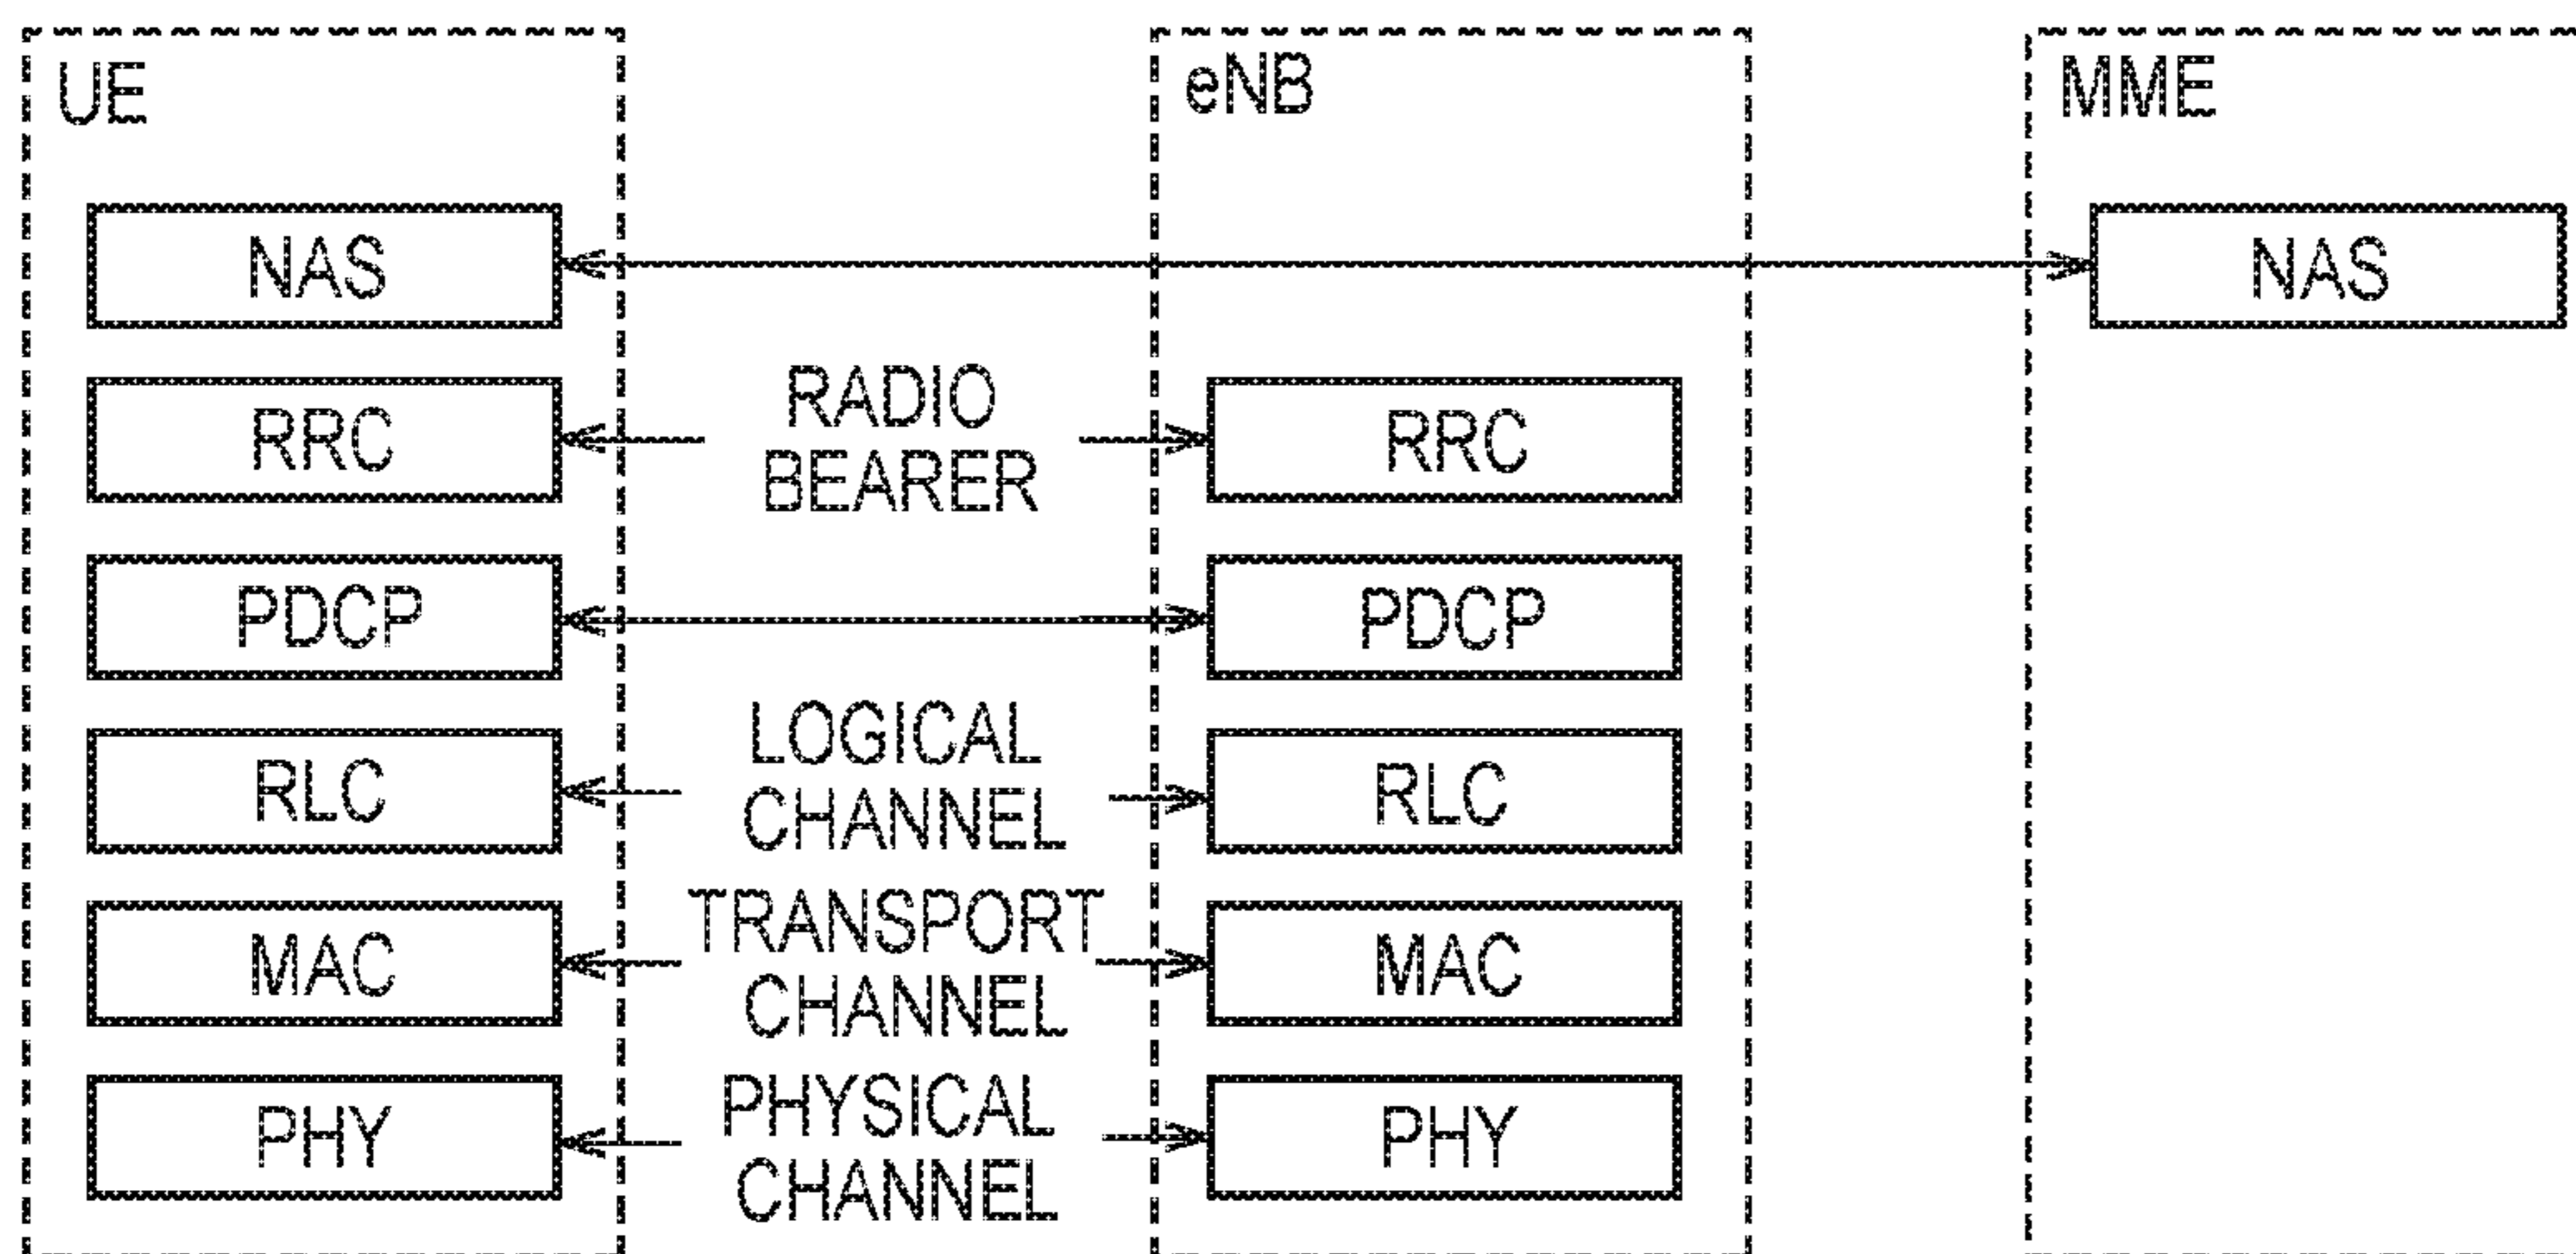 UE
eNB
MME
NAS
NAS
RRC
RADIO
BEARER
RRC
PDCP
PDCP
RLC
LOGICAL
CHANNEL
RLC
MAC
TRANSPORT
CHANNEL
MAC
PHY
PHYSICAL
CHANNEL
PHY